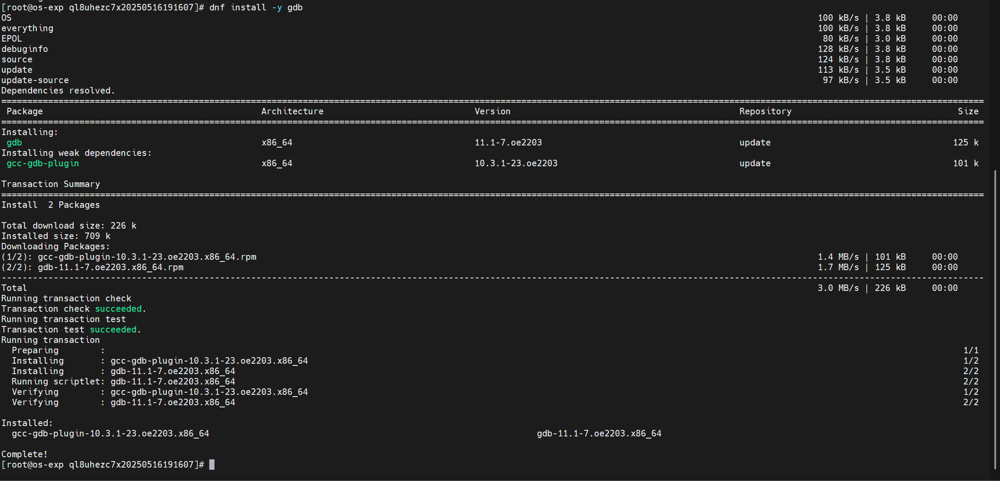 [root@os-exp ql8uhezc7x20250516191607]# dnf install -y gdb
OS 100 kB/s | 3.8 kB 00:00
everything 100 kB/s | 3.8 kB 00:00
EPOL 80 kB/s | 3.0 kB 00:00
debuginfo 128 kB/s | 3.8 kB 00:00
source 124 kB/s | 3.8 kB 00:00
update 113 kB/s | 3.5 kB 00:00
update-source 97 kB/s | 3.5 kB 00:00
Dependencies resolved.
Package Architecture Version Repository Size
Installing:
gdb x86_64 11.1-7.oe2203 update 125 k
Installing weak dependencies:
gcc-gdb-plugin x86_64 10.3.1-23.oe2203 update 101 k
Transaction Summary
Install 2 Packages
Total download size: 226 k
Installed size: 709 k
Downloading Packages:
(1/2): gcc-gdb-plugin-10.3.1-23.oe2203.x86_64.rpm 1.4 MB/s | 101 kB 00:00
(2/2): gdb-11.1-7.oe2203.x86_64.rpm 1.7 MB/s | 125 kB 00:00
Total 3.0 MB/s | 226 kB 00:00
Running transaction check
Transaction check succeeded.
Running transaction test
Transaction test succeeded.
Running transaction
Preparing : 1/1
Installing : gcc-gdb-plugin-10.3.1-23.oe2203.x86_64 1/2
Installing : gdb-11.1-7.oe2203.x86_64 2/2
Running scriptlet: gdb-11.1-7.oe2203.x86_64 2/2
Verifying : gcc-gdb-plugin-10.3.1-23.oe2203.x86_64 1/2
Verifying : gdb-11.1-7.oe2203.x86_64 2/2
Installed:
gcc-gdb-plugin-10.3.1-23.oe2203.x86_64 gdb-11.1-7.oe2203.x86_64
Complete!
[root@os-exp ql8uhezc7x20250516191607]#